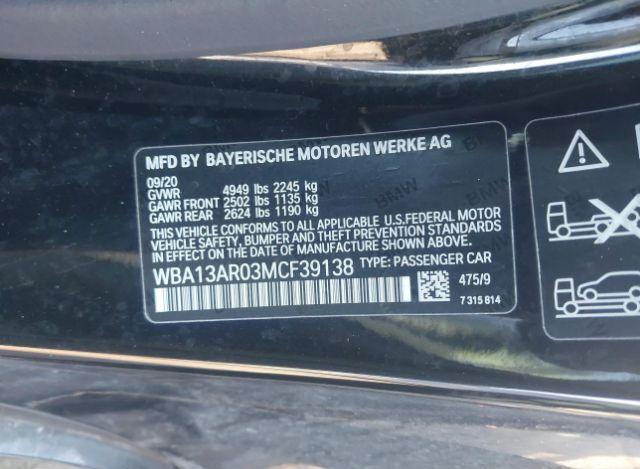 MFD BY BAYERISCHE MOTOREN WERKE AG
09/20
GVWR 4949 lbs 2245 kg
GAWR FRONT 2502 lbs 1135 kg
GAWR REAR 2624 lbs 1190 kg
THIS VEHICLE CONFORMS TO ALL APPLICABLE U.S.FEDERAL MOTOR
VEHICLE SAFETY, BUMPER AND THEFT PREVENTION STANDARDS
IN EFFECT ON THE DATE OF MANUFACTURE SHOWN ABOVE.
WBA13AR03MCF39138 TYPE: PASSENGER CAR
475/9
7 315 814